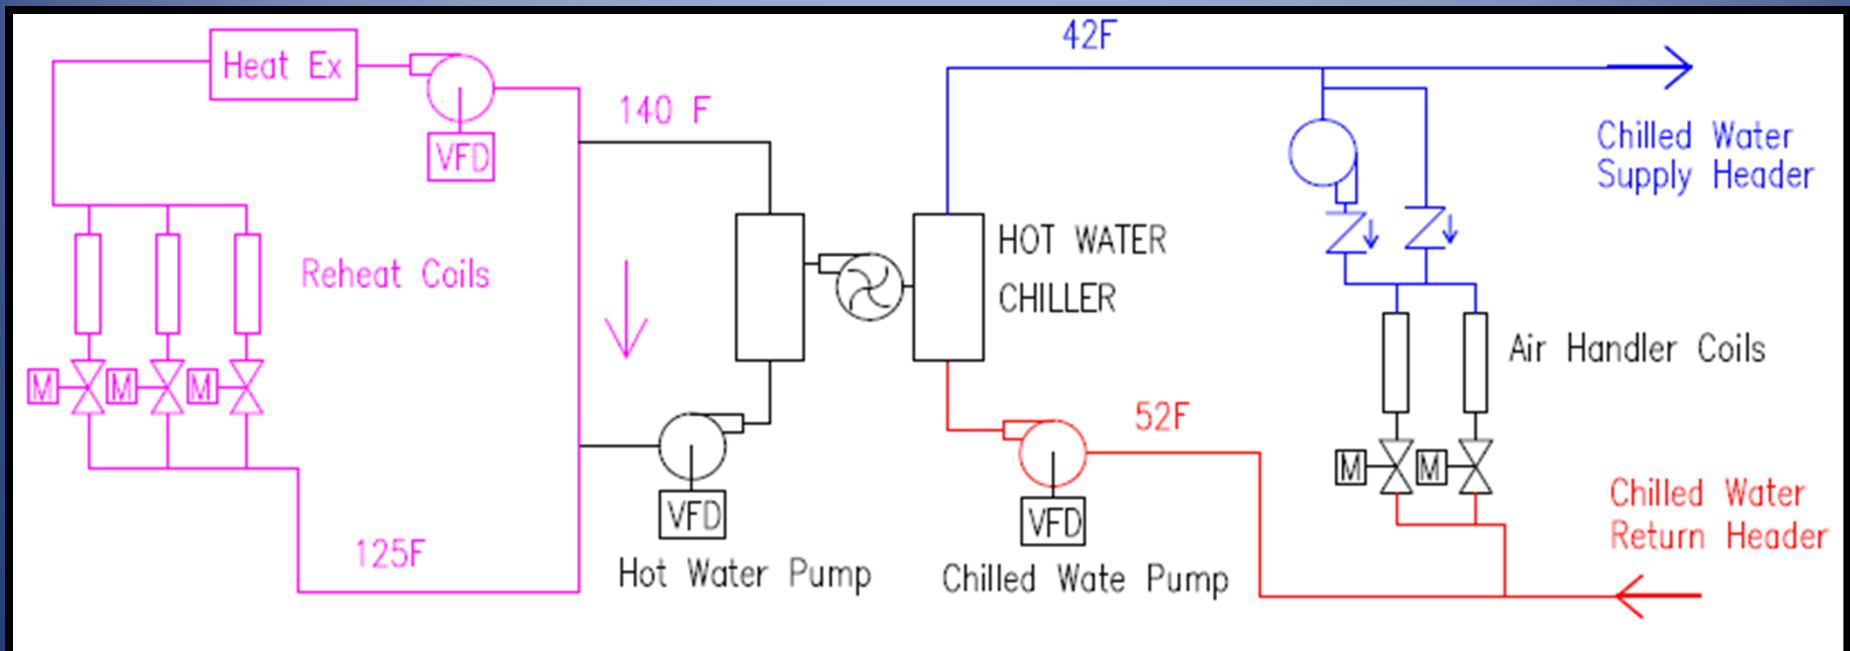 42F
Heat Ex
140 F
VFD
Chilled Water
Supply Header
HOT WATER
CHILLER
Reheat Coils
Air Handler Coils
M M M
52F
M M
VFD
VFD
Chilled Water
Return Header
125F
Hot Water Pump
Chilled Wate Pump